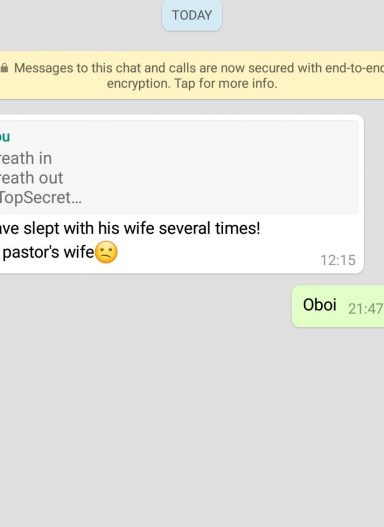 TODAY
Messages to this chat and calls are now secured with end-to-end
encryption. Tap for more info.
ou
reath in
reath out
TopSecret...
ave slept with his wife several times!
pastor's wife😕
12:15
Oboi 21:47